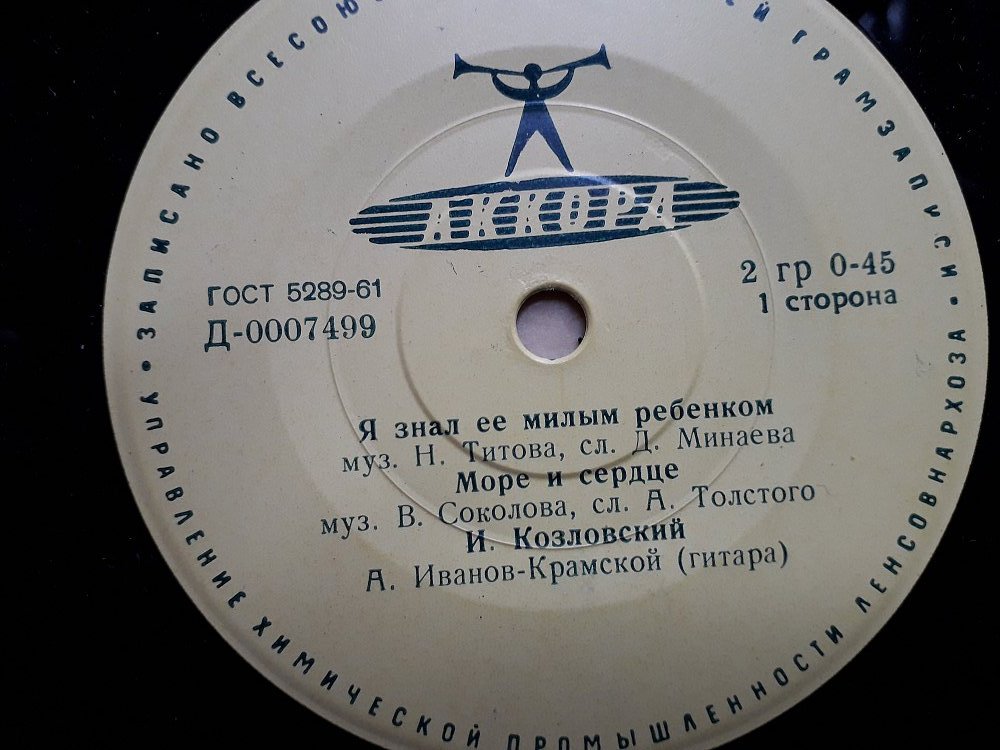 АККОРД
ГОСТ 5289-61
Д-0007499
2 гр 0-45
1 сторона
Я знал ее милым ребенком
муз. Н. Титова, сл. Д. Минаева
Море и сердце
муз. В. Соколова, сл. А. Толстого
И. Козловский
А. Иванов-Крамской (гитара)
• ЗАПИСАНО ГРАМЗАПИСИ •
УПРАВЛЕНИЕ ХИМИЧЕСКОЙ ПРОМЫШЛЕННОСТИ ЛЕНСОВНАРХОЗА